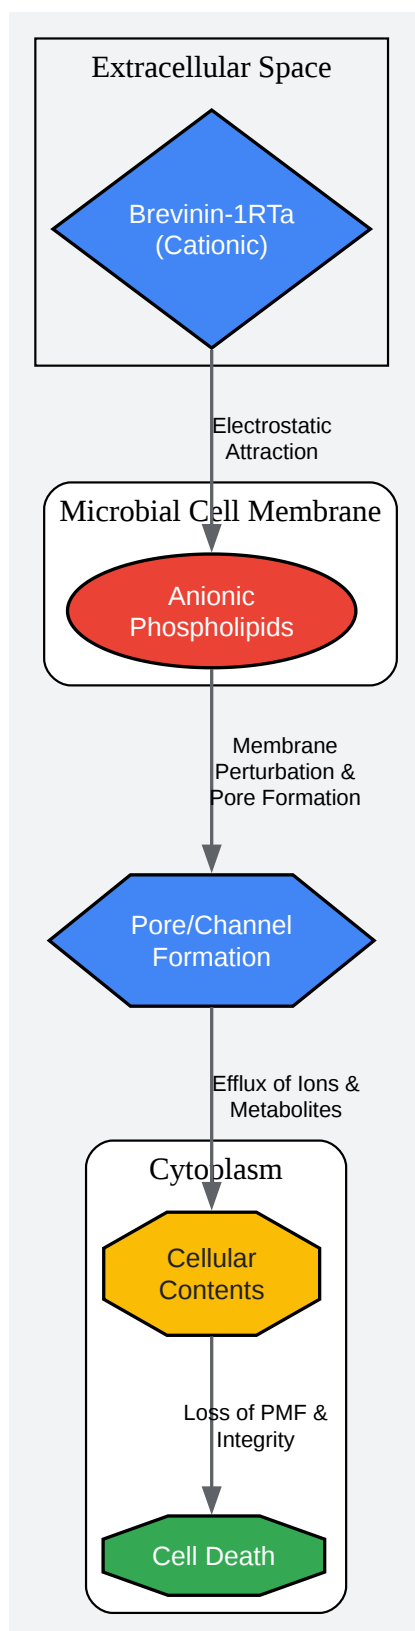 Extracellular Space
Brevinin-1RTa
(Cationic)
Electrostatic
Attraction
Microbial Cell Membrane
Anionic
Phospholipids
Membrane
Perturbation &
Pore Formation
Pore/Channel
Formation
Efflux of Ions &
Metabolites
Cytoplasm
Cellular
Contents
Loss of PMF &
Integrity
Cell Death